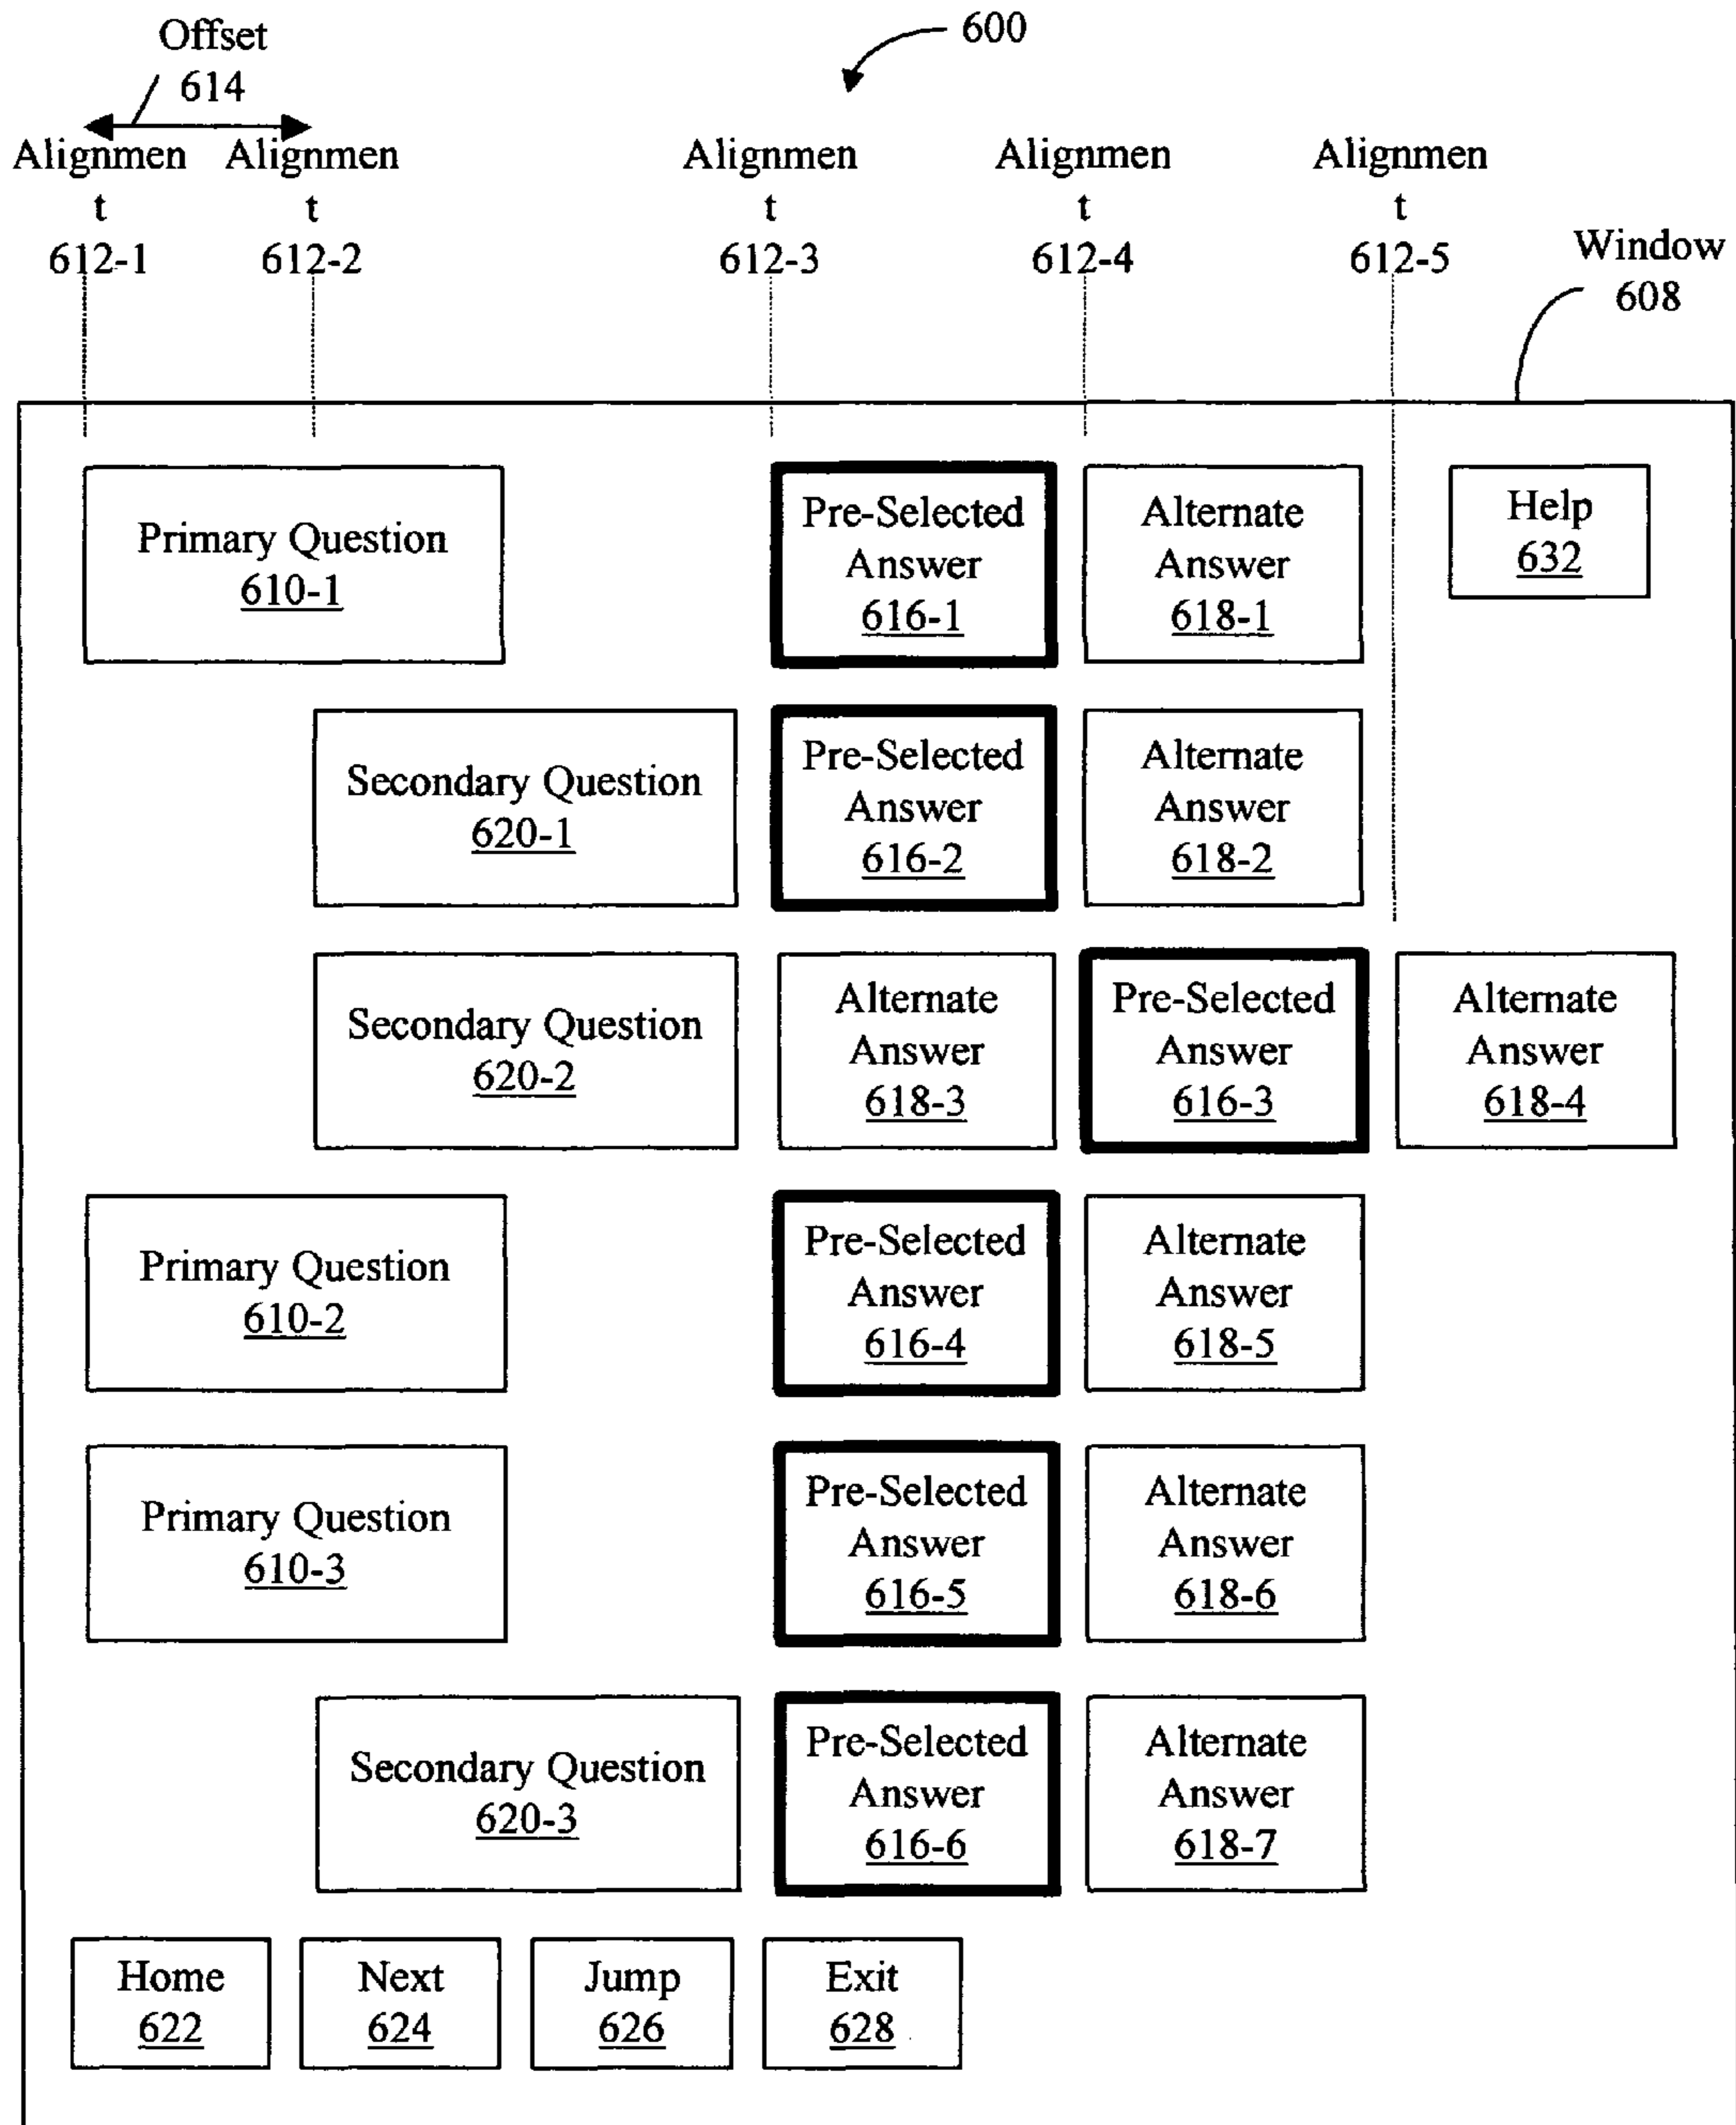 Offset
614
600
Alignmen Alignmen Alignmen Alignmen Alignmen
t t t t t
612-1 612-2 612-3 612-4 612-5
Window
608
Primary Question
610-1
Pre-Selected
Answer
616-1
Alternate
Answer
618-1
Help
632
Secondary Question
620-1
Pre-Selected
Answer
616-2
Alternate
Answer
618-2
Secondary Question
620-2
Alternate
Answer
618-3
Pre-Selected
Answer
616-3
Alternate
Answer
618-4
Primary Question
610-2
Pre-Selected
Answer
616-4
Alternate
Answer
618-5
Primary Question
610-3
Pre-Selected
Answer
616-5
Alternate
Answer
618-6
Secondary Question
620-3
Pre-Selected
Answer
616-6
Alternate
Answer
618-7
Home
622
Next
624
Jump
626
Exit
628